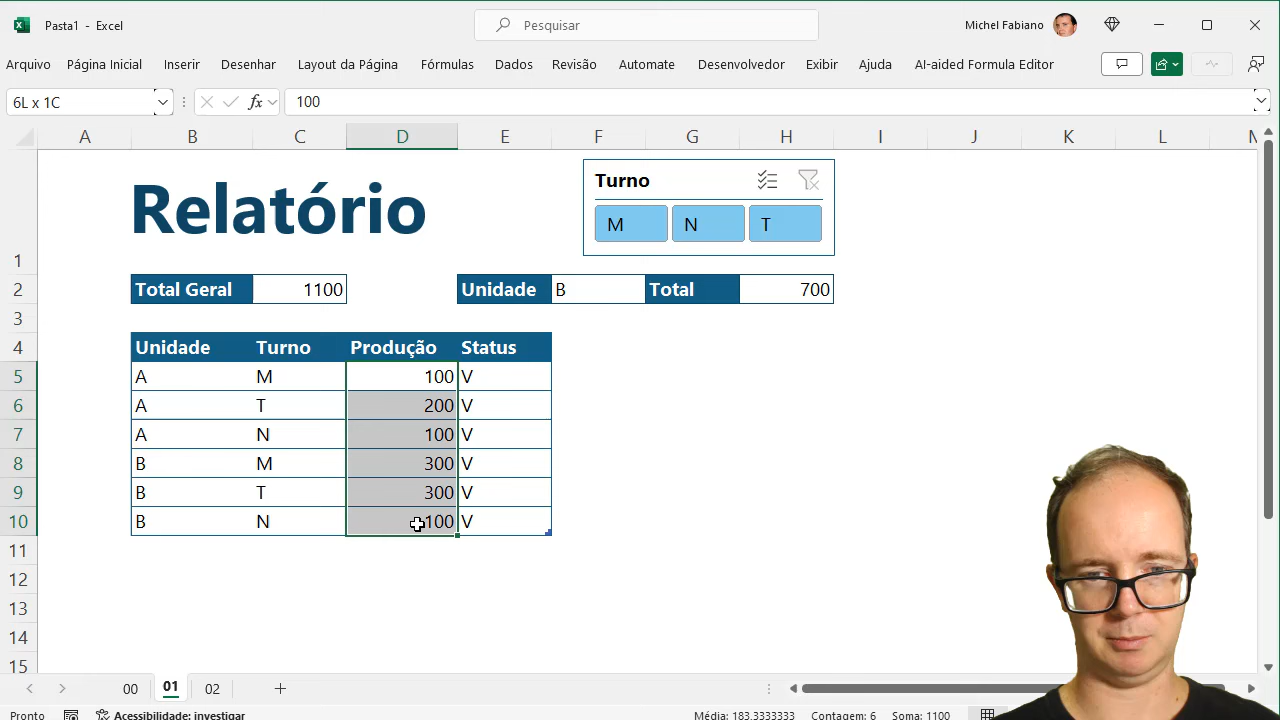 Pasta1 - Excel
Pesquisar
Michel Fabiano
Arquivo Página Inicial Inserir Desenhar Layout da Página Fórmulas Dados Revisão Automate Desenvolvedor Exibir Ajuda AI-aided Formula Editor
6L x 1C fx 100
A B C D E F G H I J K L M
Relatório
Turno
M N T
1
2 Total Geral 1100 Unidade B Total 700
3
4 Unidade Turno Produção Status
5 A M 100 V
6 A T 200 V
7 A N 100 V
8 B M 300 V
9 B T 300 V
10 B N 100 V
11
12
13
14
15
00 01 02
Pronto Acessibilidade: investigar Média: 183,3333333 Contagem: 6 Soma: 1100